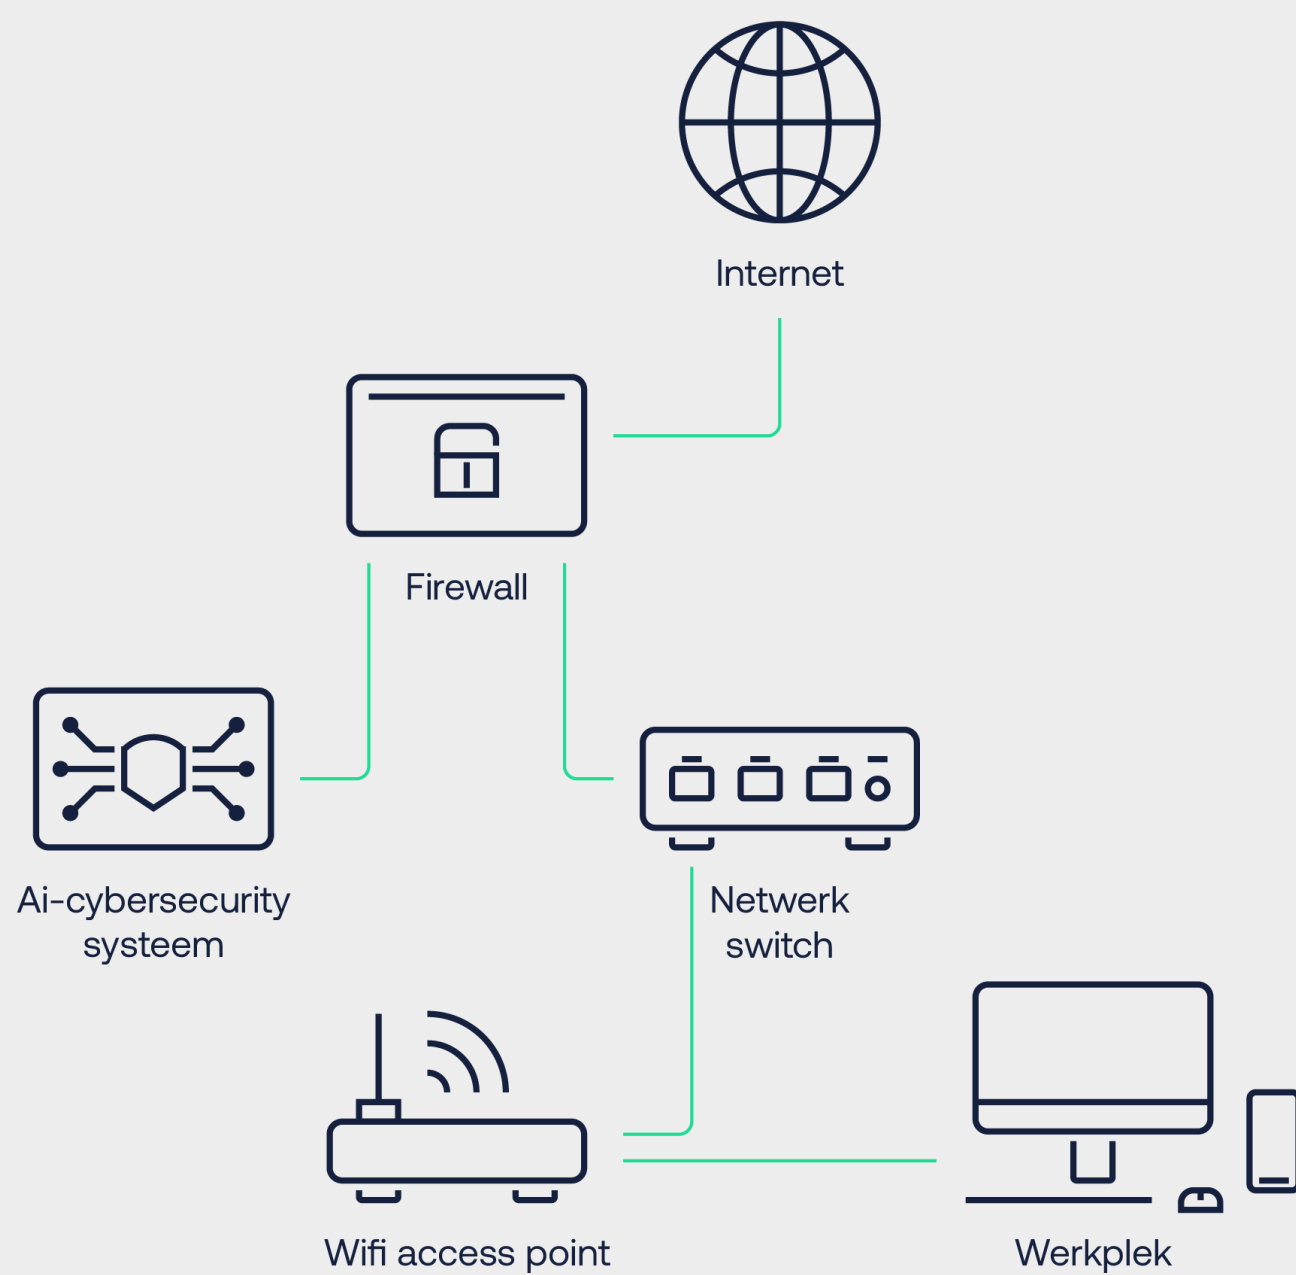 Internet
Firewall
Ai-cybersecurity
systeem
Netwerk
switch
Wifi access point
Werkplek